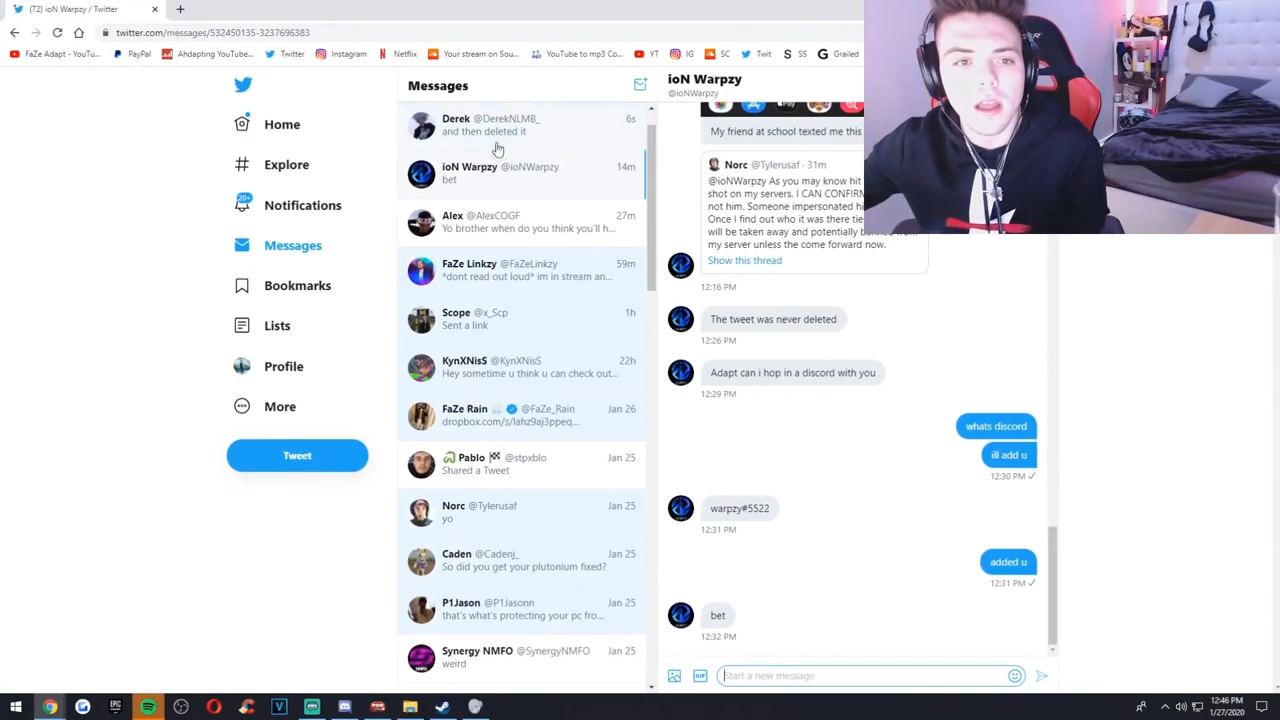 (72) ioN Warpzy / Twitter
twitter.com/messages/532450135-3237696383
FaZe Adapt - YouTu...
PayPal
Ahdapting YouTube...
Twitter
Instagram
Netflix
Your stream on Sou...
YouTube to mp3 Co...
YT
IG
SC
Twit
SS
Grailed
Home
Explore
20+
Notifications
Messages
Bookmarks
Lists
Profile
More
Tweet
Messages
Derek @DerekNLMB_ 6s
and then deleted it
ioN Warpzy @ioNWarpzy 14m
bet
Alex @AlexCOGF 27m
Yo brother when do you think you'll h...
FaZe Linkzy @FaZeLinkzy 59m
*dont read out loud* im in stream an...
Scope @x_Scp 1h
Sent a link
KynXNisS @KynXNisS 22h
Hey sometime u think u can check out...
FaZe Rain @FaZe_Rain Jan 26
dropbox.com/s/lahz9aj3ppeq...
Pablo @stpxblo Jan 25
Shared a Tweet
Norc @Tylerusaf Jan 25
yo
Caden @Cadenj_ Jan 25
So did you get your plutonium fixed?
P1Jason @P1Jasonn Jan 25
that's what's protecting your pc fro...
Synergy NMFO @SynergyNMFO Jan 25
weird
ioN Warpzy
@ioNWarpzy
My friend at school texted me this
Norc @Tylerusaf · 31m
@ioNWarpzy As you may know hit
shot on my servers. I CAN CONFIRM
not him. Someone impersonated hi
Once I find out who it was there tie
will be taken away and potentially
my server unless the come forward now.
Show this thread
12:16 PM
The tweet was never deleted
12:26 PM
Adapt can i hop in a discord with you
12:29 PM
whats discord
ill add u
12:30 PM
warpzy#5522
12:31 PM
added u
12:31 PM
bet
12:32 PM
GIF
Start a new message
12:46 PM
1/27/2020